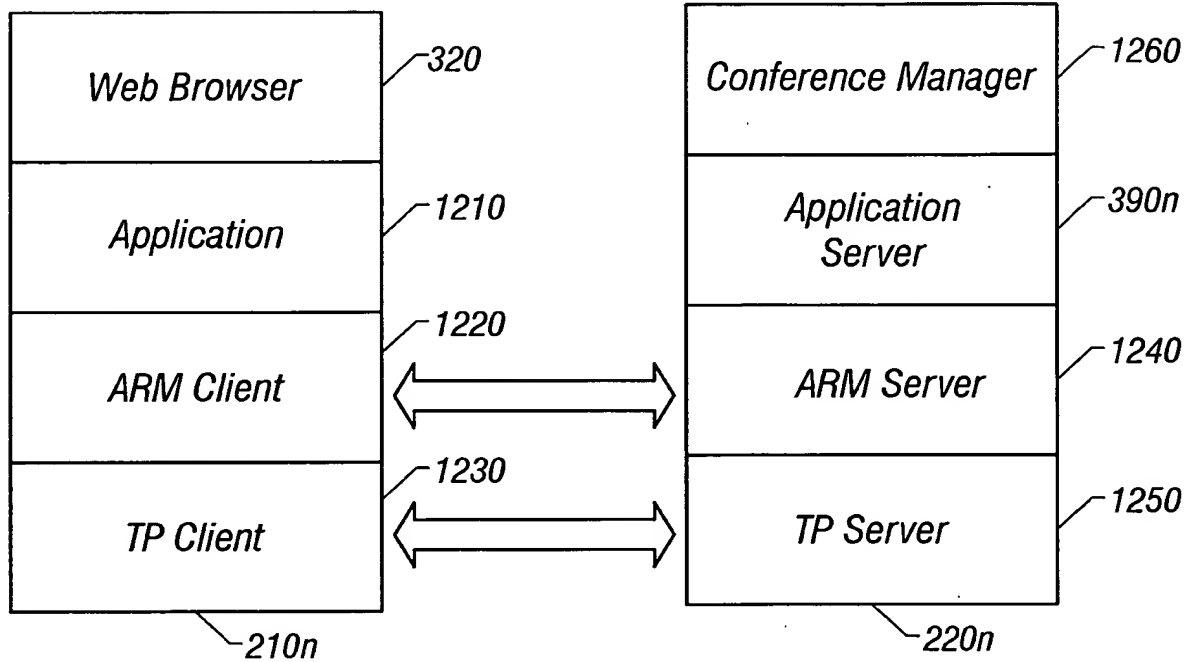 Web Browser
320
Application
1210
ARM Client
1220
TP Client
1230
210n
Conference Manager
1260
Application
Server
390n
ARM Server
1240
TP Server
1250
220n